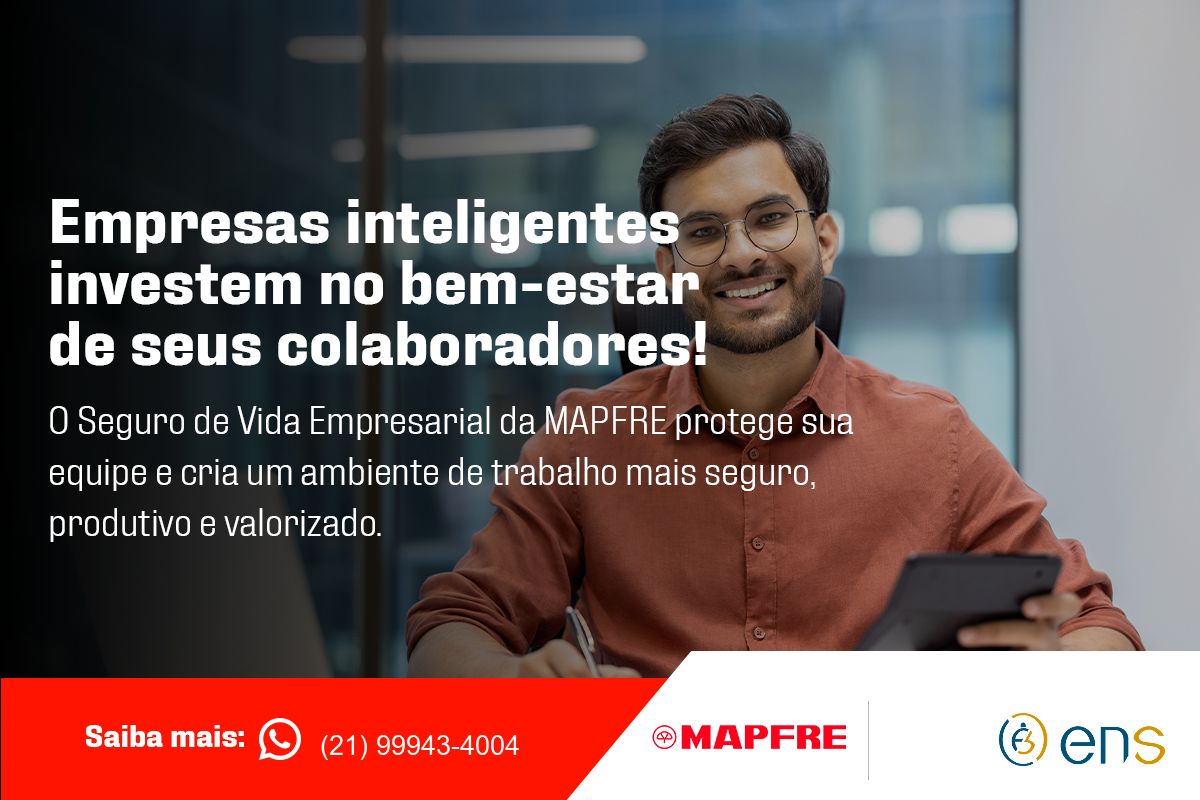 Empresas inteligentes
investem no bem-estar
de seus colaboradores!
O Seguro de Vida Empresarial da MAPFRE protege sua
equipe e cria um ambiente de trabalho mais seguro,
produtivo e valorizado.
Saiba mais: (21) 99943-4004
MAPFRE
ens